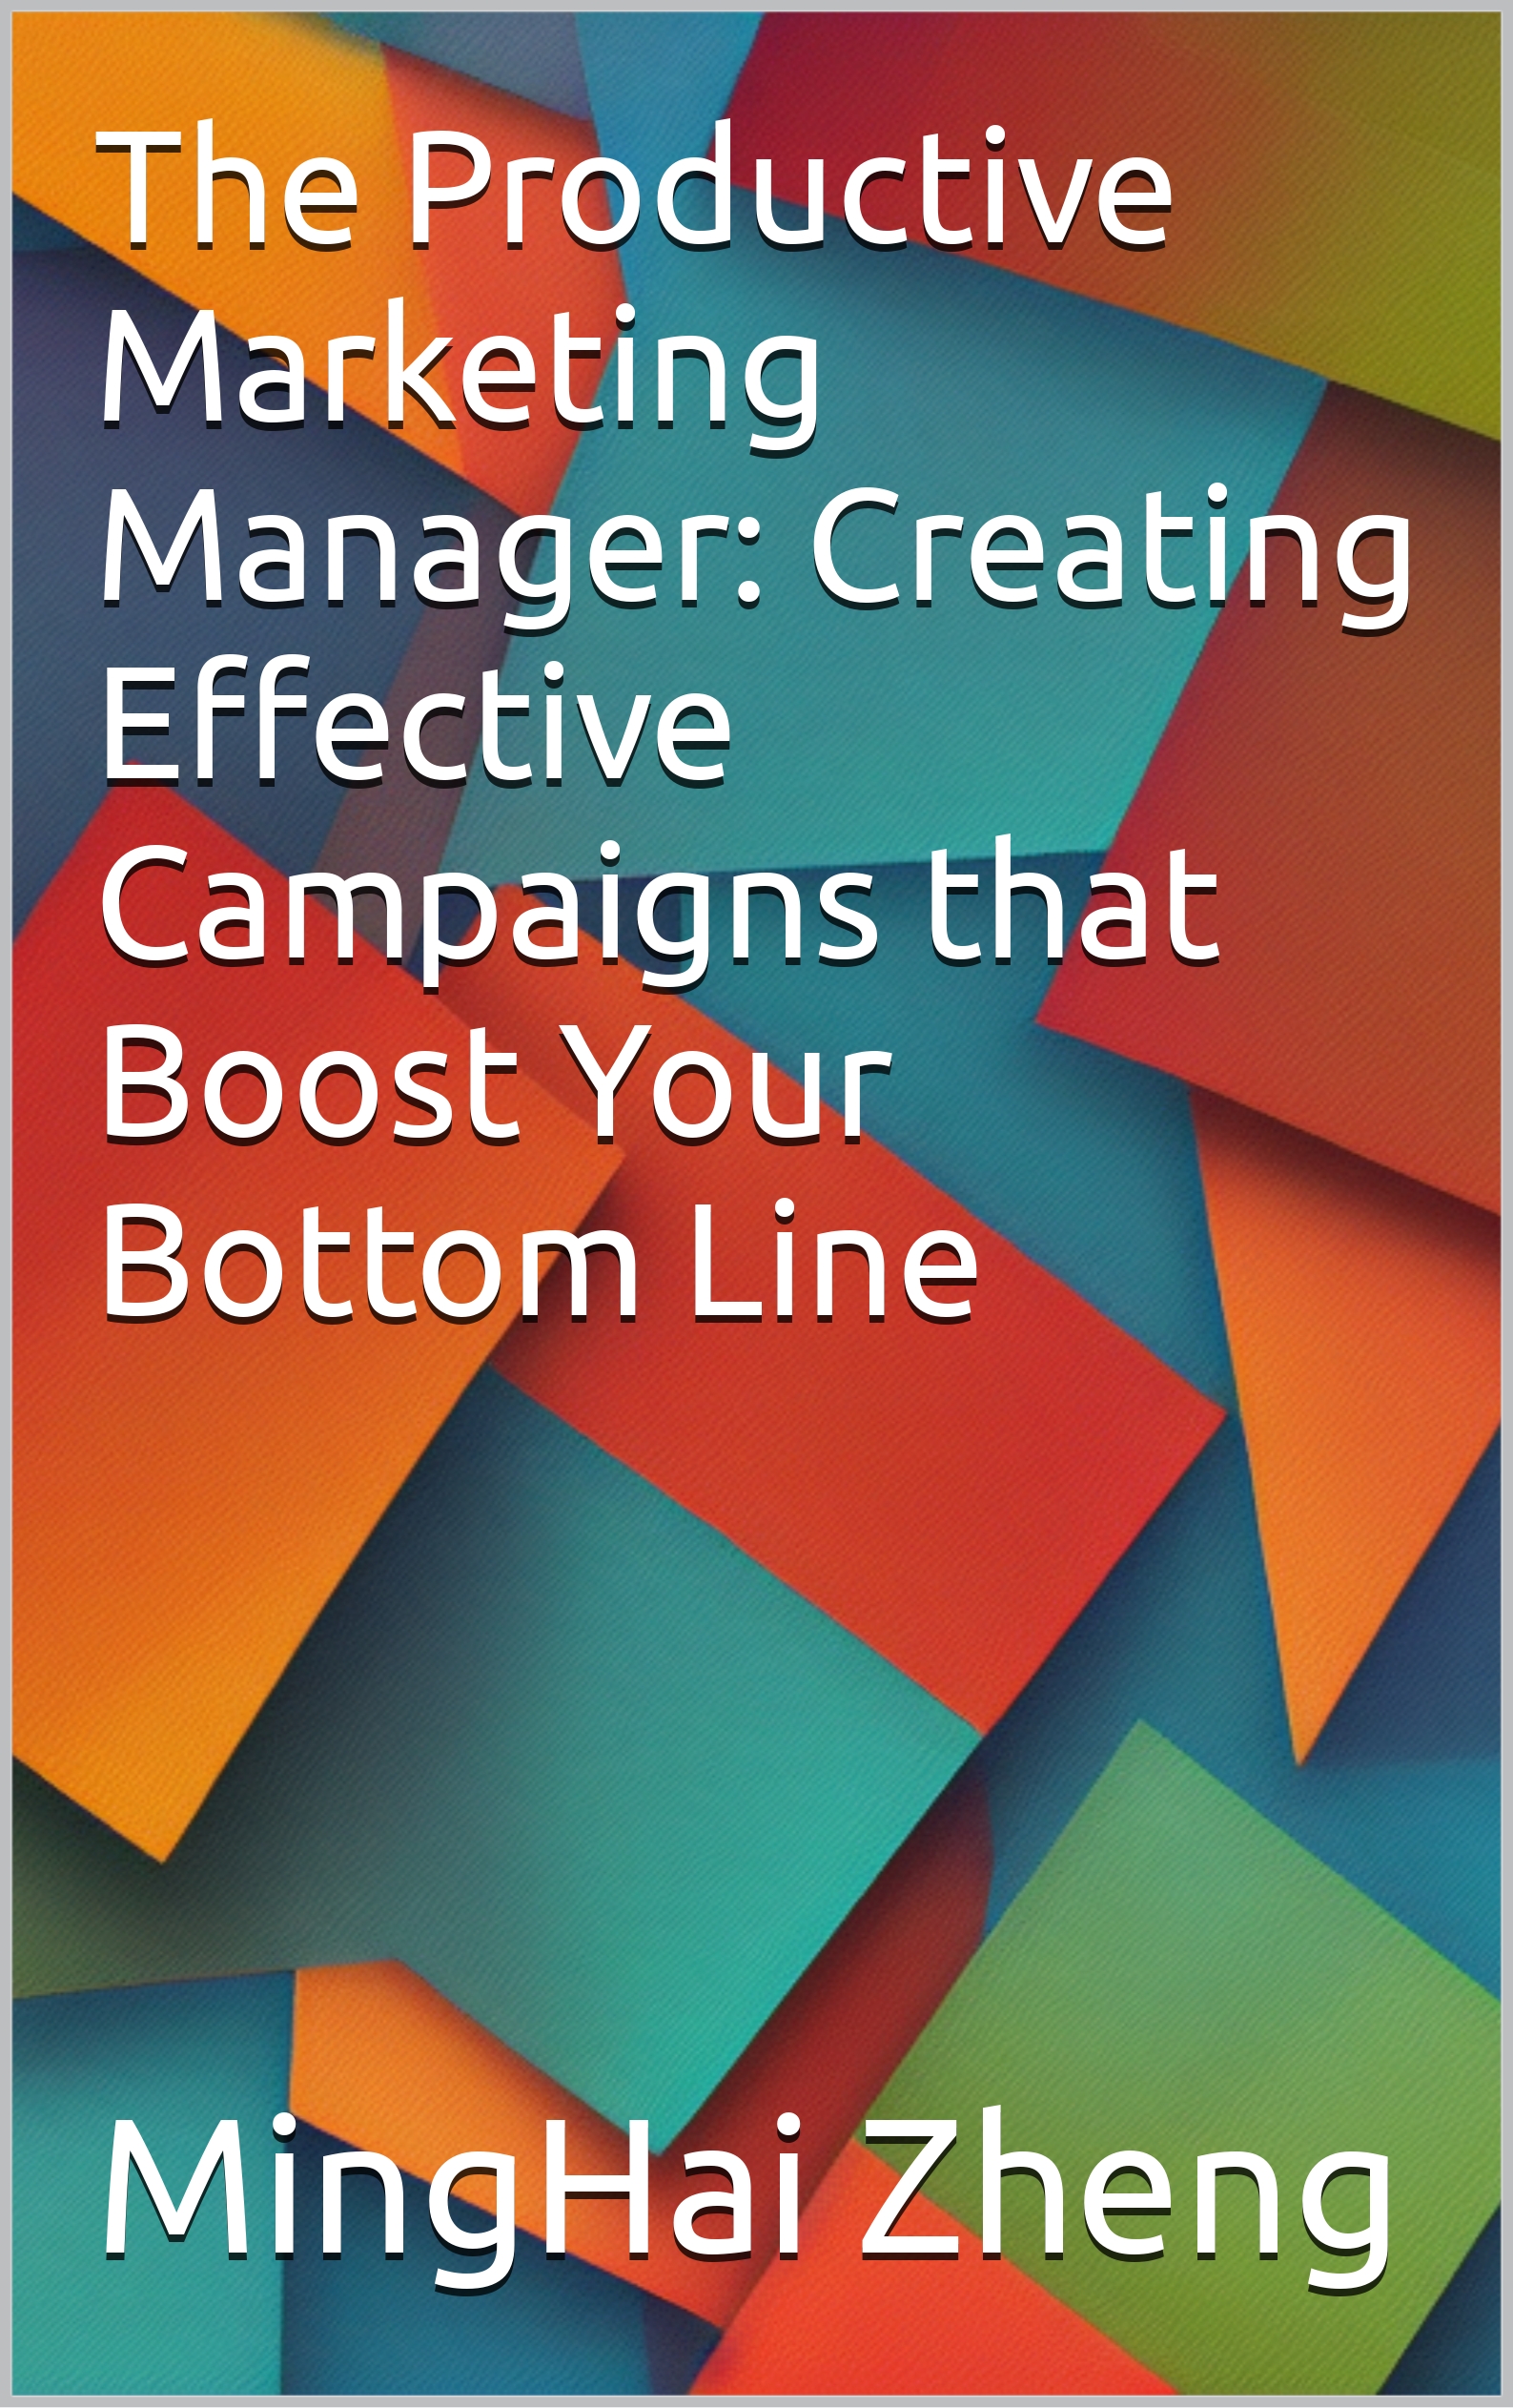 The Productive
Marketing
Manager: Creating
Effective
Campaigns that
Boost Your
Bottom Line
MingHai Zheng